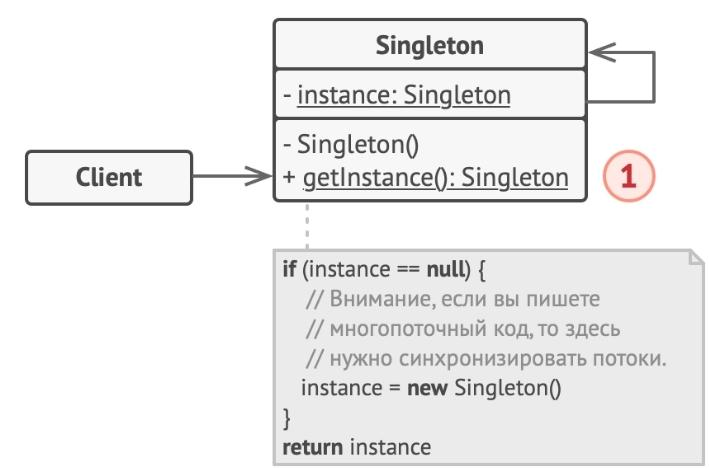 Singleton
- instance: Singleton
- Singleton()
+ getInstance(): Singleton
Client
1
if (instance == null) {
// Внимание, если вы пишете
// многопоточный код, то здесь
// нужно синхронизировать потоки.
instance = new Singleton()
}
return instance